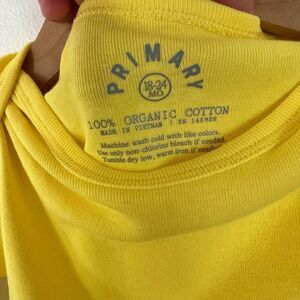 PRIMARY
18-24
MO
100% ORGANIC COTTON
MADE IN VIETNAM | RN 145938
Machine wash cold with like colors.
Use only non-chlorine bleach if needed.
Tumble dry low, warm iron if needed.